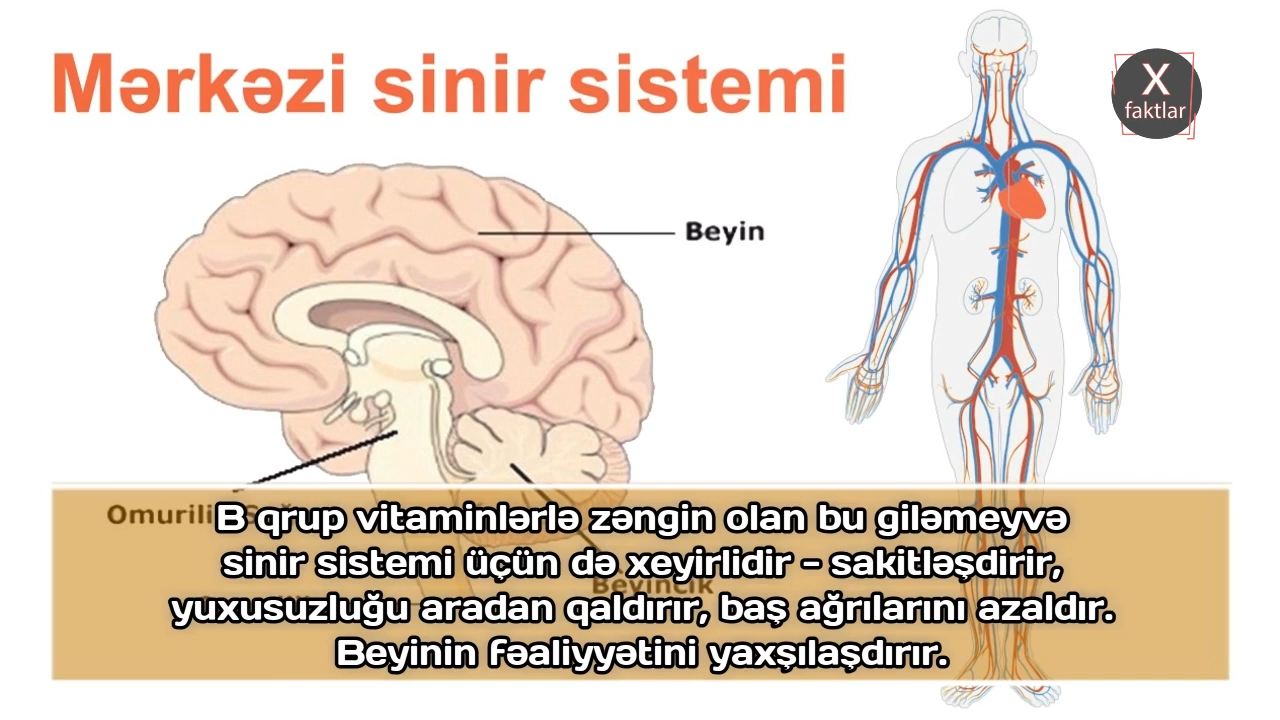 Mərkəzi sinir sistemi
X
faktlar
Beyin
B qrup vitaminlərlə zəngin olan bu giləmeyvə
sinir sistemi üçün də xeyirlidir - sakitləşdirir,
yuxusuzluğu aradan qaldırır, baş ağrılarını azaldır.
Beyinin fəaliyyətini yaxşılaşdırır.
Beyincik